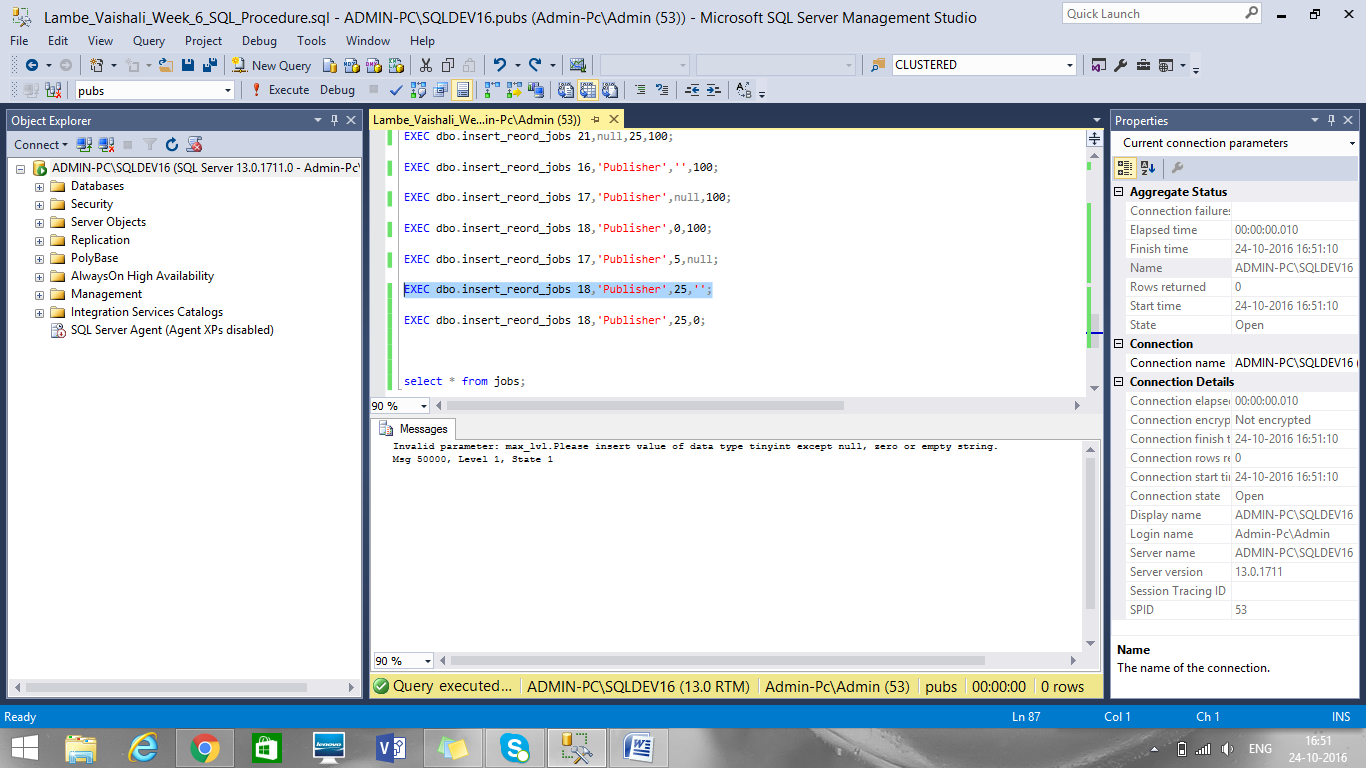 Lambe_Vaishali_Week_6_SQL_Procedure.sql - ADMIN-PC\SQLDEV16.pubs (Admin-Pc\Admin (53)) - Microsoft SQL Server Management Studio
Quick Launch
File Edit View Query Project Debug Tools Window Help
New Query
CLUSTERED
pubs
Execute Debug
Object Explorer
Connect
ADMIN-PC\SQLDEV16 (SQL Server 13.0.1711.0 - Admin-Pc\
Databases
Security
Server Objects
Replication
PolyBase
AlwaysOn High Availability
Management
Integration Services Catalogs
SQL Server Agent (Agent XPs disabled)
Lambe_Vaishali_We...in-Pc\Admin (53))
EXEC dbo.insert_reord_jobs 21,null,25,100;
EXEC dbo.insert_reord_jobs 16,'Publisher','',100;
EXEC dbo.insert_reord_jobs 17,'Publisher',null,100;
EXEC dbo.insert_reord_jobs 18,'Publisher',0,100;
EXEC dbo.insert_reord_jobs 17,'Publisher',5,null;
EXEC dbo.insert_reord_jobs 18,'Publisher',25,'';
EXEC dbo.insert_reord_jobs 18,'Publisher',25,0;
select * from jobs;
90 %
Messages
Invalid parameter: max_lvl.Please insert value of data type tinyint except null, zero or empty string.
Msg 50000, Level 1, State 1
90 %
Query executed... ADMIN-PC\SQLDEV16 (13.0 RTM) Admin-Pc\Admin (53) pubs 00:00:00 0 rows
Properties
Current connection parameters
Aggregate Status
Connection failures
Elapsed time 00:00:00.010
Finish time 24-10-2016 16:51:10
Name ADMIN-PC\SQLDEV16
Rows returned 0
Start time 24-10-2016 16:51:10
State Open
Connection
Connection name ADMIN-PC\SQLDEV16 (
Connection Details
Connection elapse 00:00:00.010
Connection encryp Not encrypted
Connection finish t 24-10-2016 16:51:10
Connection rows re 0
Connection start ti 24-10-2016 16:51:10
Connection state Open
Display name ADMIN-PC\SQLDEV16
Login name Admin-Pc\Admin
Server name ADMIN-PC\SQLDEV16
Server version 13.0.1711
Session Tracing ID
SPID 53
Name
The name of the connection.
Ready Ln 87 Col 1 Ch 1 INS
lenovo
ENG
16:51
24-10-2016